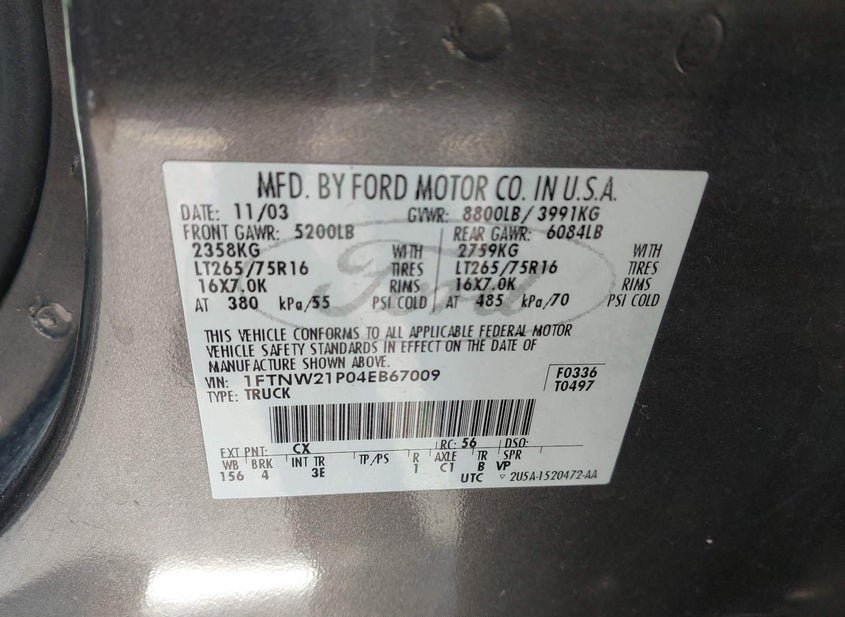 MFD. BY FORD MOTOR CO. IN U.S.A.
DATE: 11/03 GVWR: 8800LB/ 3991KG
FRONT GAWR: 5200LB REAR GAWR: 6084LB
2358KG WITH 2759KG WITH
LT265/75R16 TIRES LT265/75R16 TIRES
16X7.0K RIMS 16X7.0K RIMS
AT 380 kPa/55 PSI COLD AT 485 kPa/70 PSI COLD
Ford
THIS VEHICLE CONFORMS TO ALL APPLICABLE FEDERAL MOTOR
VEHICLE SAFETY STANDARDS IN EFFECT ON THE DATE OF
MANUFACTURE SHOWN ABOVE.
VIN: 1FTNW21P04EB67009 F0336
TYPE: TRUCK T0497
EXT PNT: CX RC: 56 DSO:
WB BRK INT TR TP/PS R AXLE TR SPR
156 4 3E 1 C1 B VP
UTC ▽ 2U5A-1520472-AA